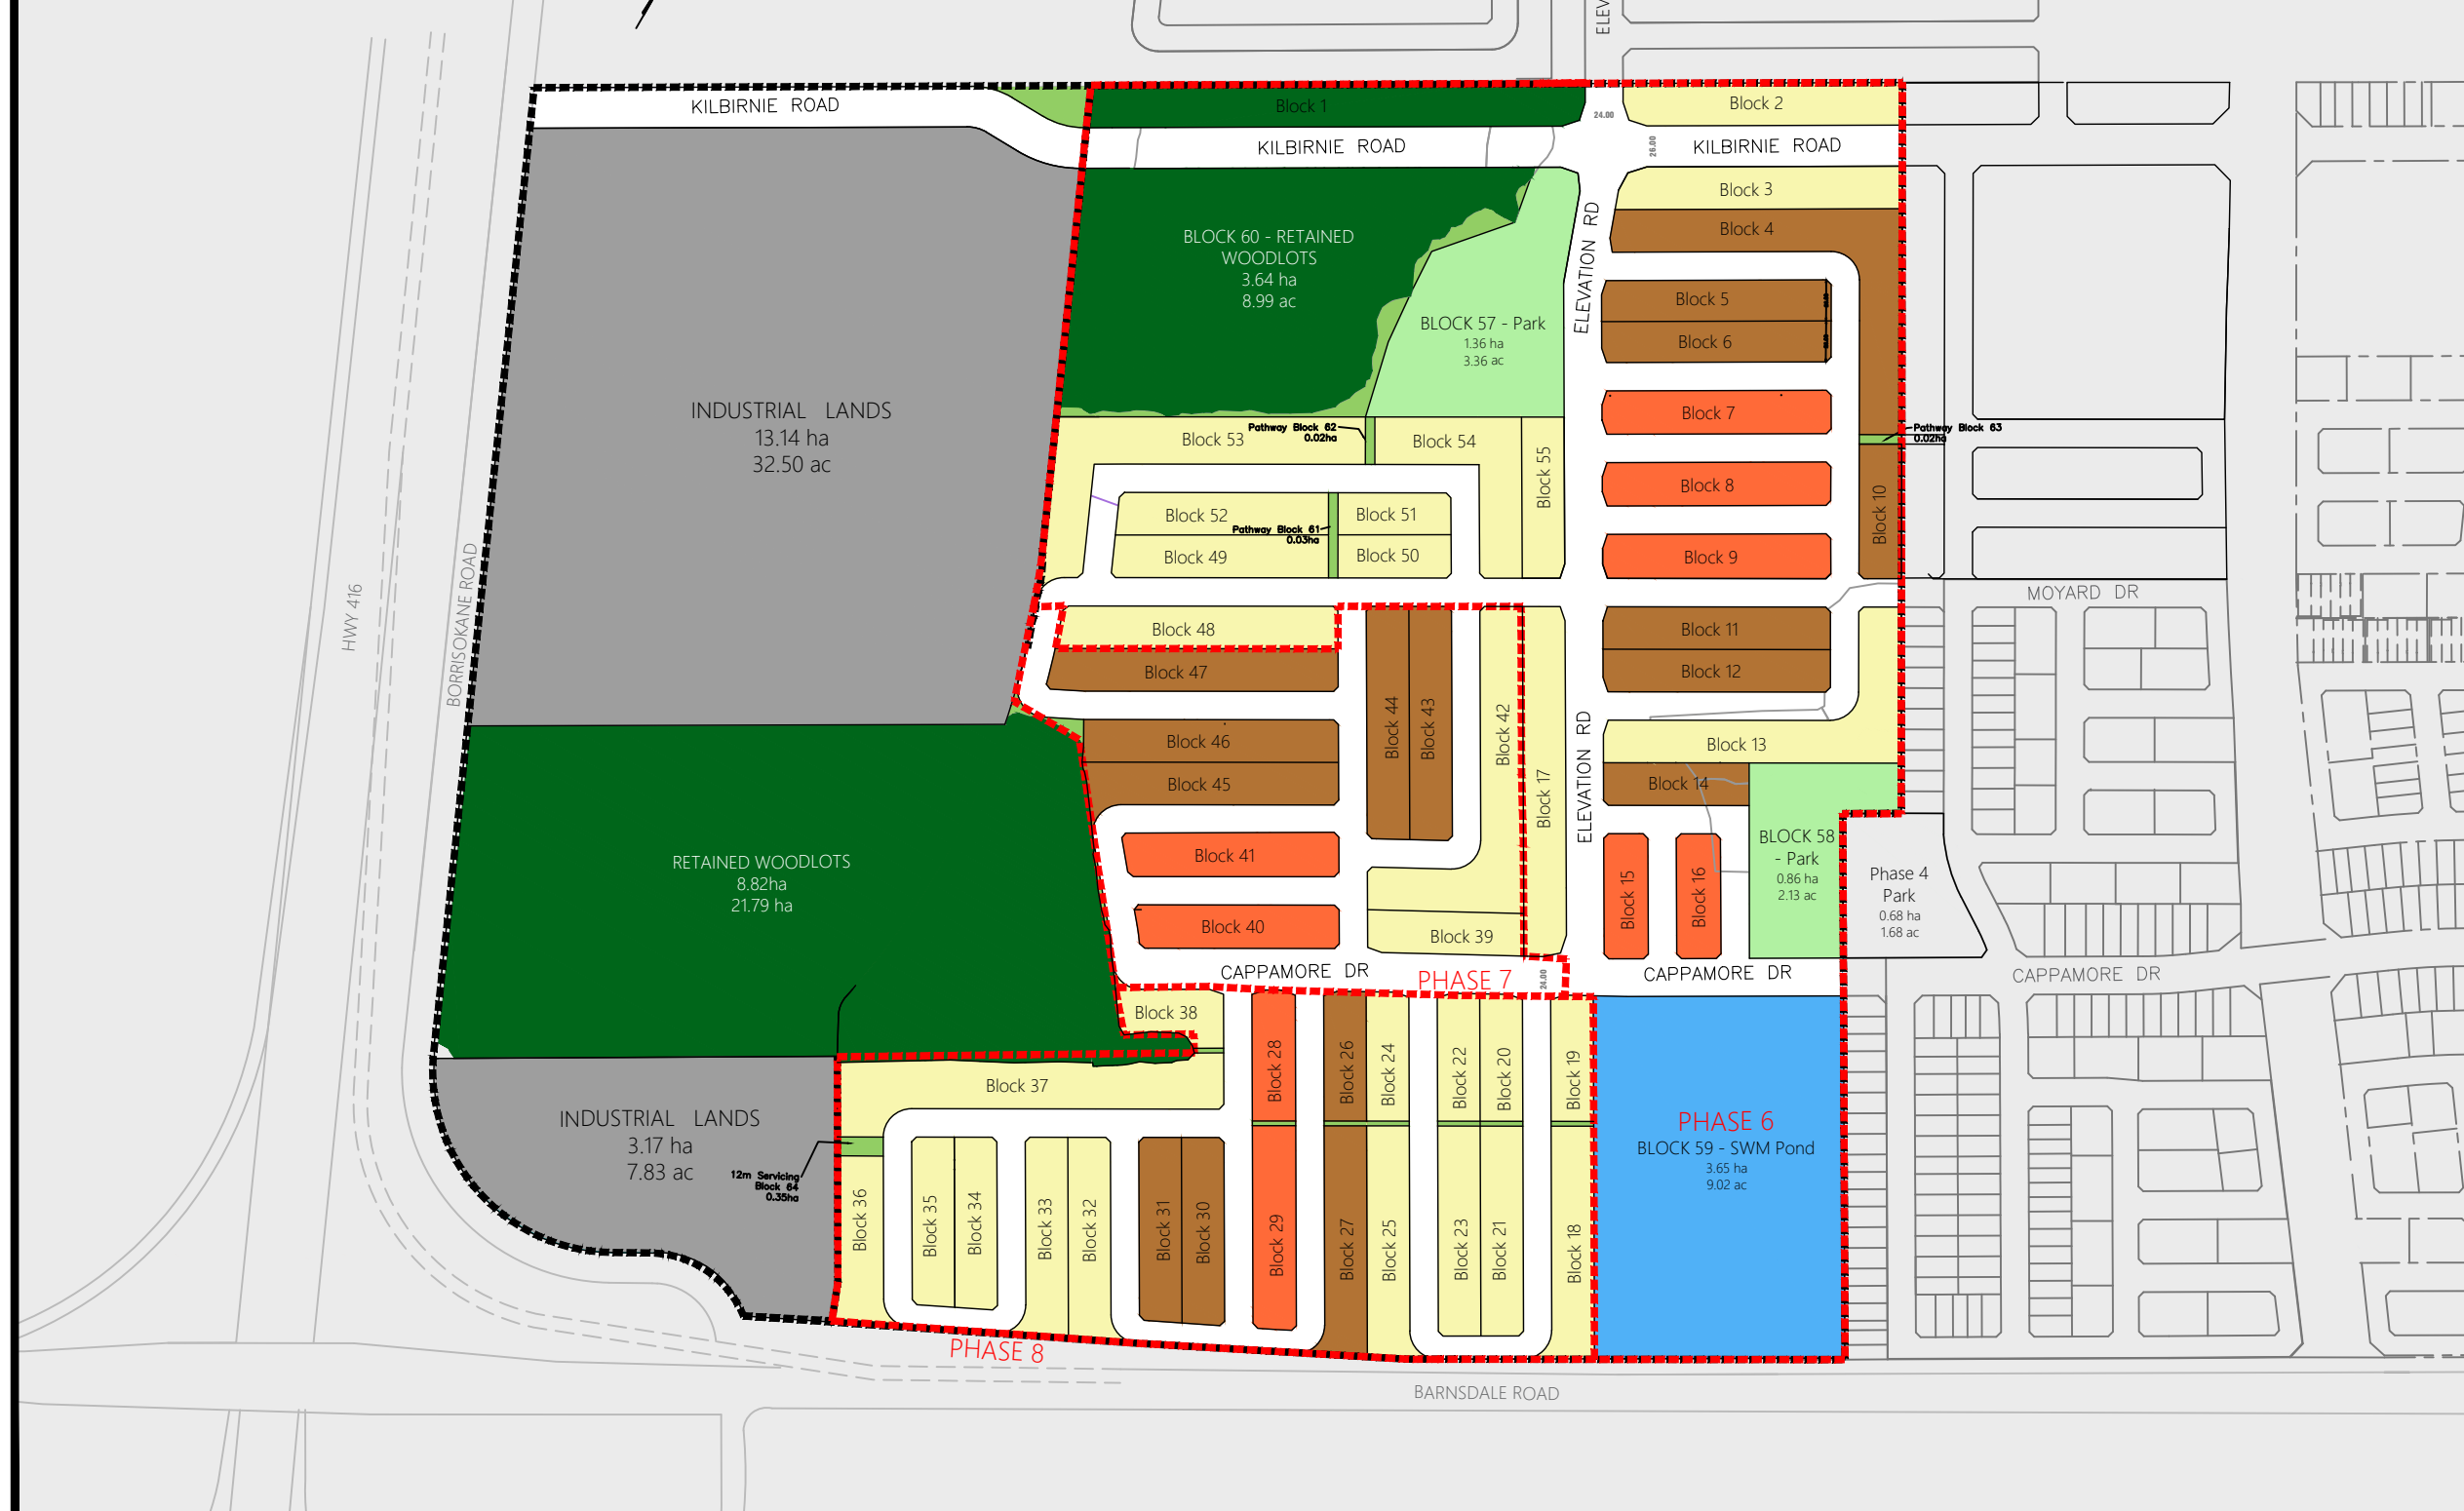 ELEV
KILBIRNIE ROAD
Block 1
Block 2
24.00
26.00
KILBIRNIE ROAD
KILBIRNIE ROAD
Block 3
Block 4
ELEVATION RD
BLOCK 60 - RETAINED
WOODLOTS
3.64 ha
8.99 ac
BLOCK 57 - Park
1.36 ha
3.36 ac
Block 5
Block 6
Block 7
Block 8
Block 9
Block 10
Pathway Block 63
0.02ha
INDUSTRIAL LANDS
13.14 ha
32.50 ac
Pathway Block 62
0.02ha
Block 53
Block 54
Block 55
Block 52
Block 51
Pathway Block 61
0.03ha
Block 49
Block 50
HWY 416
BORRISOKANE ROAD
MOYARD DR
Block 48
Block 47
Block 44
Block 43
Block 42
Block 17
ELEVATION RD
Block 11
Block 12
Block 13
Block 14
Block 46
Block 45
Block 41
Block 40
Block 39
Block 15
Block 16
BLOCK 58
- Park
0.86 ha
2.13 ac
Phase 4
Park
0.68 ha
1.68 ac
RETAINED WOODLOTS
8.82ha
21.79 ha
CAPPAMORE DR
PHASE 7
24.00
CAPPAMORE DR
CAPPAMORE DR
Block 38
Block 37
Block 28
Block 26
Block 24
Block 22
Block 20
Block 19
INDUSTRIAL LANDS
3.17 ha
7.83 ac
12m Servicing
Block 64
0.35ha
Block 36
Block 35
Block 34
Block 33
Block 32
Block 31
Block 30
Block 29
Block 27
Block 25
Block 23
Block 21
Block 18
PHASE 6
BLOCK 59 - SWM Pond
3.65 ha
9.02 ac
PHASE 8
BARNSDALE ROAD